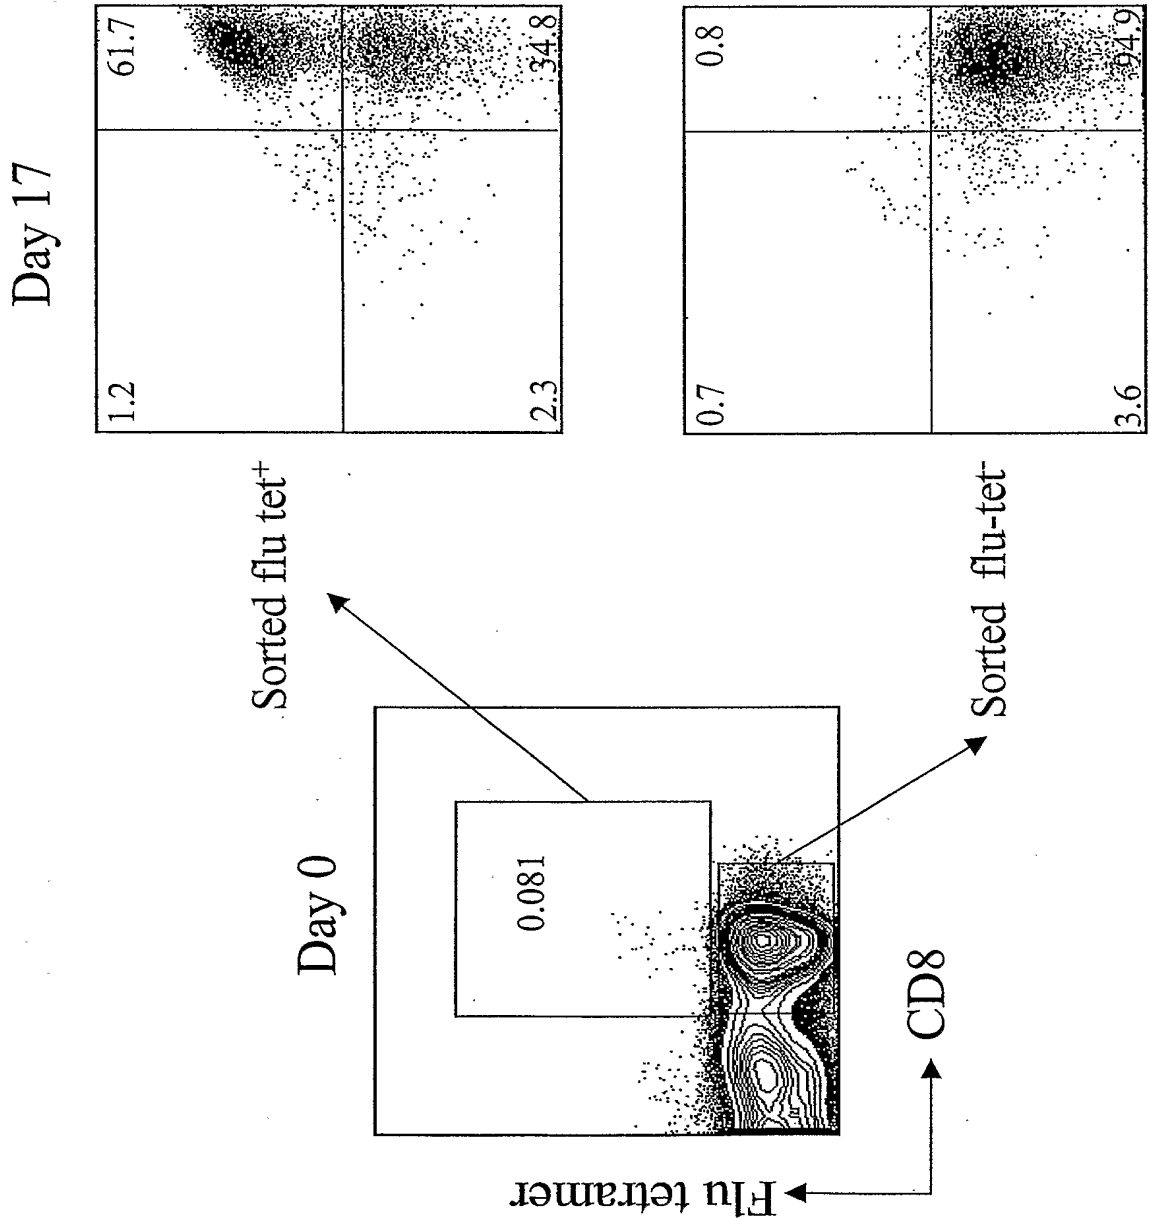 Day 0
Day 17
0.081
Flu tetramer
CD8
Sorted flu tet⁺
Sorted flu-tet⁻
1.2
61.7
2.3
34.8
0.7
0.8
3.6
94.9